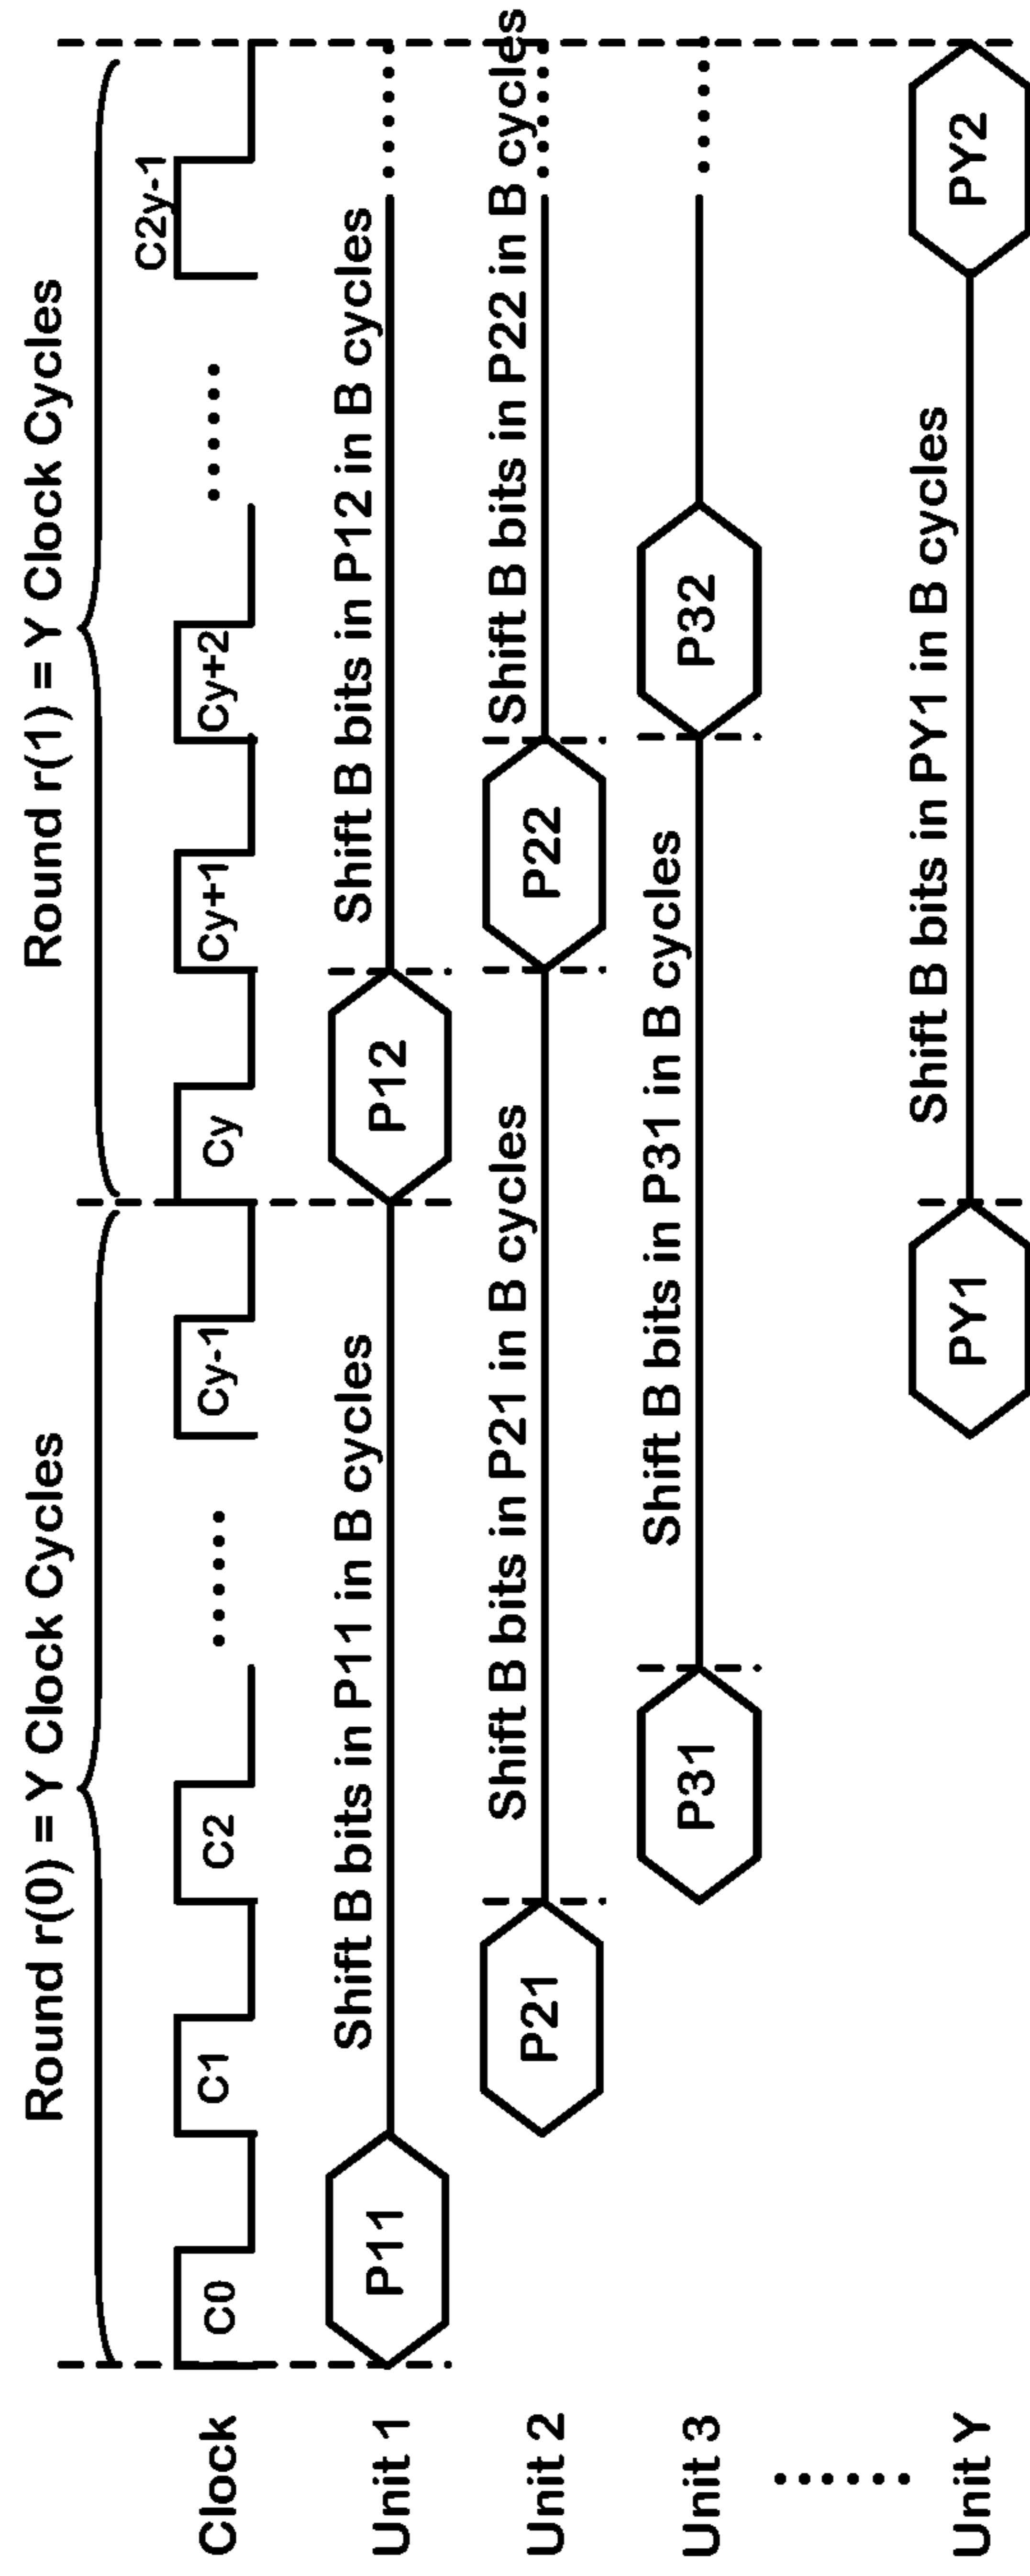 Round r(0) = Y Clock Cycles
Round r(1) = Y Clock Cycles
Clock
C0
C1
C2
......
Cy-1
Cy
Cy+1
Cy+2
......
C2y-1
Unit 1
P11
Shift B bits in P11 in B cycles
P12
Shift B bits in P12 in B cycles
......
Unit 2
P21
Shift B bits in P21 in B cycles
P22
Shift B bits in P22 in B cycles
......
Unit 3
P31
Shift B bits in P31 in B cycles
P32
......
......
Unit Y
PY1
Shift B bits in PY1 in B cycles
PY2